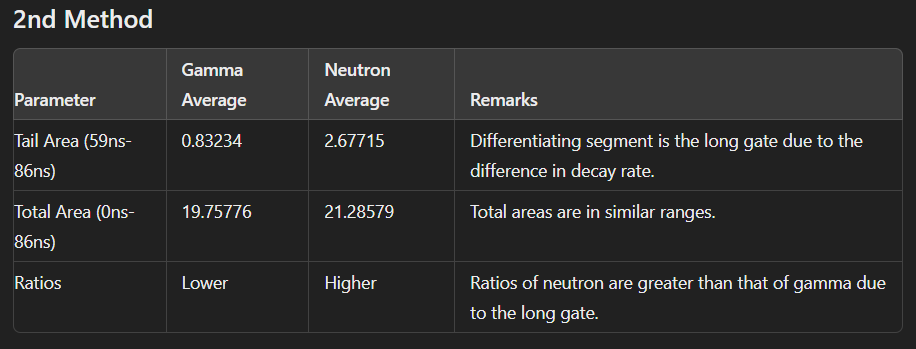 2nd Method
Gamma Neutron
Parameter Average Average Remarks
Tail Area (59ns- 0.83234 2.67715 Differentiating segment is the long gate due to the
86ns) difference in decay rate.
Total Area (0ns- 19.75776 21.28579 Total areas are in similar ranges.
86ns)
Ratios Lower Higher Ratios of neutron are greater than that of gamma due
to the long gate.